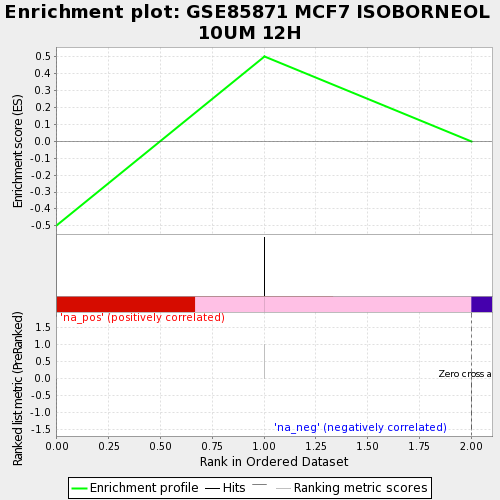 Enrichment plot: GSE85871 MCF7 ISOBORNEOL
10UM 12H
Enrichment score (ES)
0.5
0.4
0.3
0.2
0.1
0.0
-0.1
-0.2
-0.3
-0.4
-0.5
'na_pos' (positively correlated)
Ranked list metric (PreRanked)
1.5
1.0
0.5
0.0
-0.5
-1.0
-1.5
Zero cross a
'na_neg' (negatively correlated)
0.00 0.25 0.50 0.75 1.00 1.25 1.50 1.75 2.00
Rank in Ordered Dataset
Enrichment profile Hits Ranking metric scores